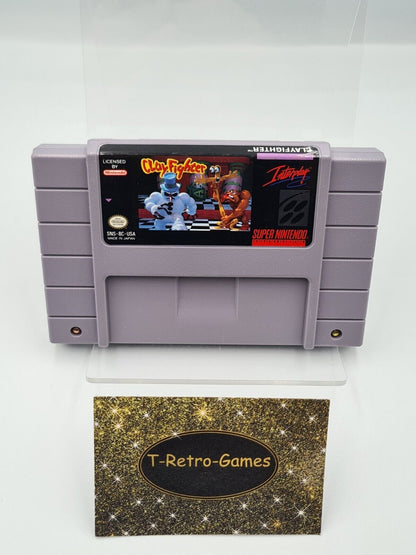 CLAYFIGHTER
LICENSED
BY
Nintendo
ClayFighter
Interplay
SNS-8C-USA
MADE IN JAPAN
SUPER NINTENDO
T-Retro-Games